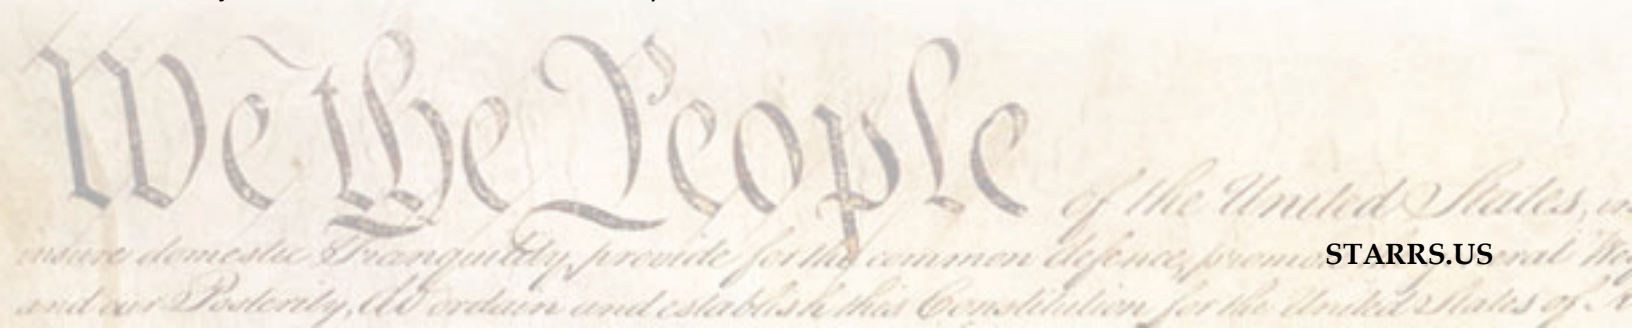 We the People
of the United States,
insure domestic Tranquility, provide for the common defence, promo
STARRS.US
and our Posterity, do ordain and establish this Constitution for the United States of